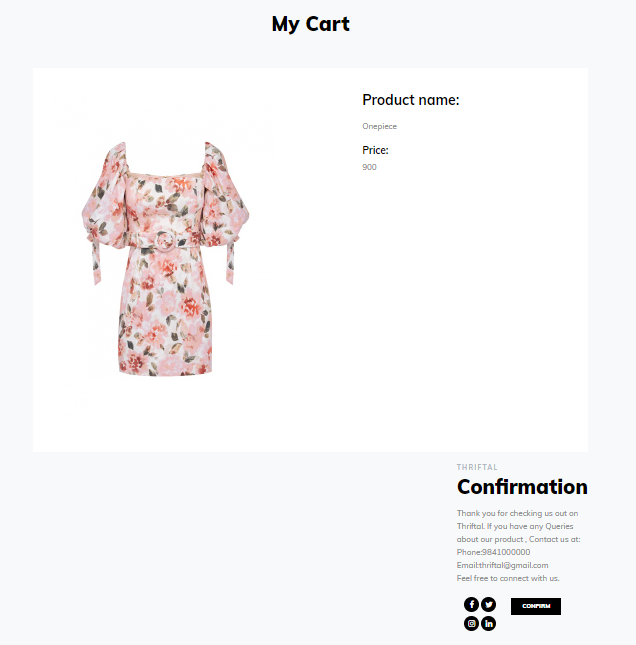 My Cart
Product name:
Onepiece
Price:
900
THRIFTAL
Confirmation
Thank you for checking us out on
Thriftal. If you have any Queries
about our product , Contact us at:
Phone:9841000000
Email:thriftal@gmail.com
Feel free to connect with us.
CONFIRM